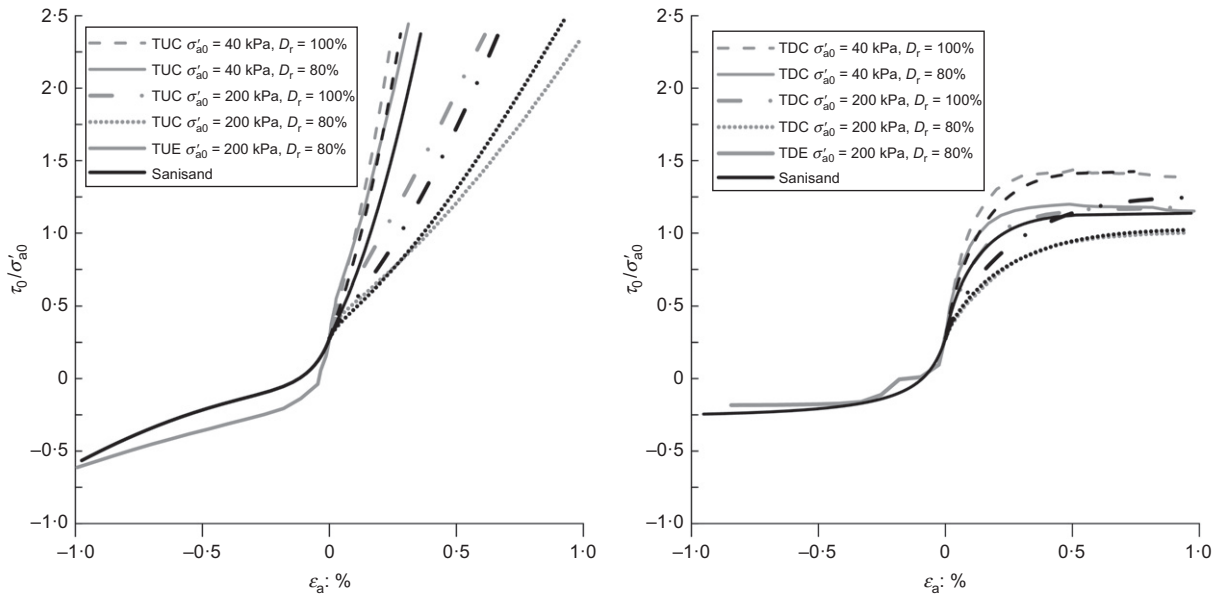 2·5
2·0
1·5
1·0
0·5
0
–0·5
–1·0
τ0/σ′a0
TUC σ′a0 = 40 kPa, Dr = 100%
TUC σ′a0 = 40 kPa, Dr = 80%
TUC σ′a0 = 200 kPa, Dr = 100%
TUC σ′a0 = 200 kPa, Dr = 80%
TUE σ′a0 = 200 kPa, Dr = 80%
Sanisand
–1·0 –0·5 0 0·5 1·0
εa: %
2·5
2·0
1·5
1·0
0·5
0
–0·5
–1·0
τ0/σ′a0
TDC σ′a0 = 40 kPa, Dr = 100%
TDC σ′a0 = 40 kPa, Dr = 80%
TDC σ′a0 = 200 kPa, Dr = 100%
TDC σ′a0 = 200 kPa, Dr = 80%
TDE σ′a0 = 200 kPa, Dr = 80%
Sanisand
–1·0 –0·5 0 0·5 1·0
εa: %